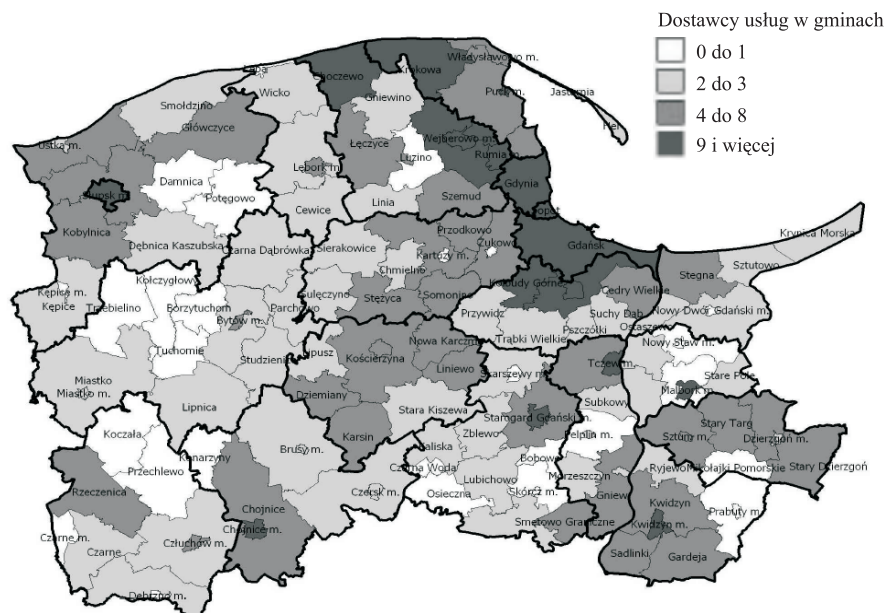 Dostawcy usług w gminach
0 do 1
2 do 3
4 do 8
9 i więcej
Łeba
Choczewo
Krokowa
Władysławowo m.
Wicko
Gniewino
Puck m.
Jastarnia
Smołdzino
Hel
Główczyce
Ustka m.
Łęczyce
Wejherowo m.
Luzino
Rumia
Lębork m.
Damnica
Potęgowo
Gdynia
Słupsk m.
Cewice
Linia
Szemud
Sopot
Kobylnica
Dębnica Kaszubska
Czarna Dąbrówka
Sierakowice
Przodkowo
Żukowo
Gdańsk
Krynica Morska
Kartuzy m.
Chmielno
Sztutowo
Kołczygłowy
Stegna
Kępice m.
Kępice
Trzebielino
Borzytuchom
Parchowo
Sulęczyno
Stężyca
Somonino
Kolbudy Górne
Cedry Wielkie
Bytów m.
Przywidz
Suchy Dąb
Nowy Dwór Gdański m.
Pszczółki
Ostaszewo
Trąbki Wielkie
Tuchomie
Studzienice
Lipusz
Kościerzyna
Nowa Karczma
Nowy Staw m.
Miastko
Miastko m.
Liniewo
Skarszewy m.
Tczew m.
Stare Pole
Malbork m.
Lipnica
Dziemiany
Stara Kiszewa
Subkowy
Starogard Gdański m.
Koczała
Karsin
Zblewo
Pelplin m.
Stary Targ
Sztum m.
Dzierzgoń m.
Konarzyny
Brusy m.
Kaliska
Bobowo
Przechlewo
Czarna Woda
Ryjewo
Mikołajki Pomorskie
Stary Dzierzgoń
Rzeczenica
Lubichowo
Morzeszczyn
Czersk m.
Osieczna
Skórcz m.
Gniew
Kwidzyn
Prabuty m.
Chojnice
Chojnice m.
Smętowo Graniczne
Kwidzyn m.
Czarne m.
Czarne
Człuchów m.
Sadlinki
Gardeja
Debrzno m.